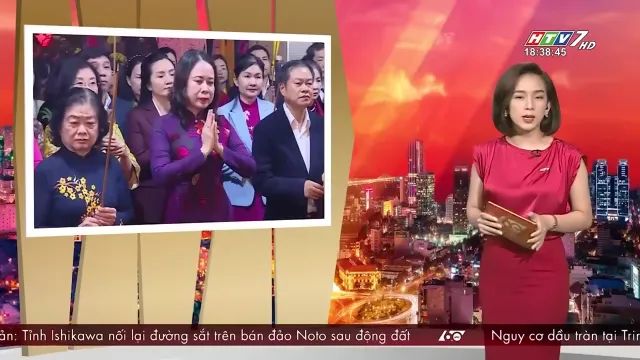 HTV7 HD
18:38:45
ản: Tỉnh Ishikawa nối lại đường sắt trên bán đảo Noto sau động đất
60
Nguy cơ dầu tràn tại Trin